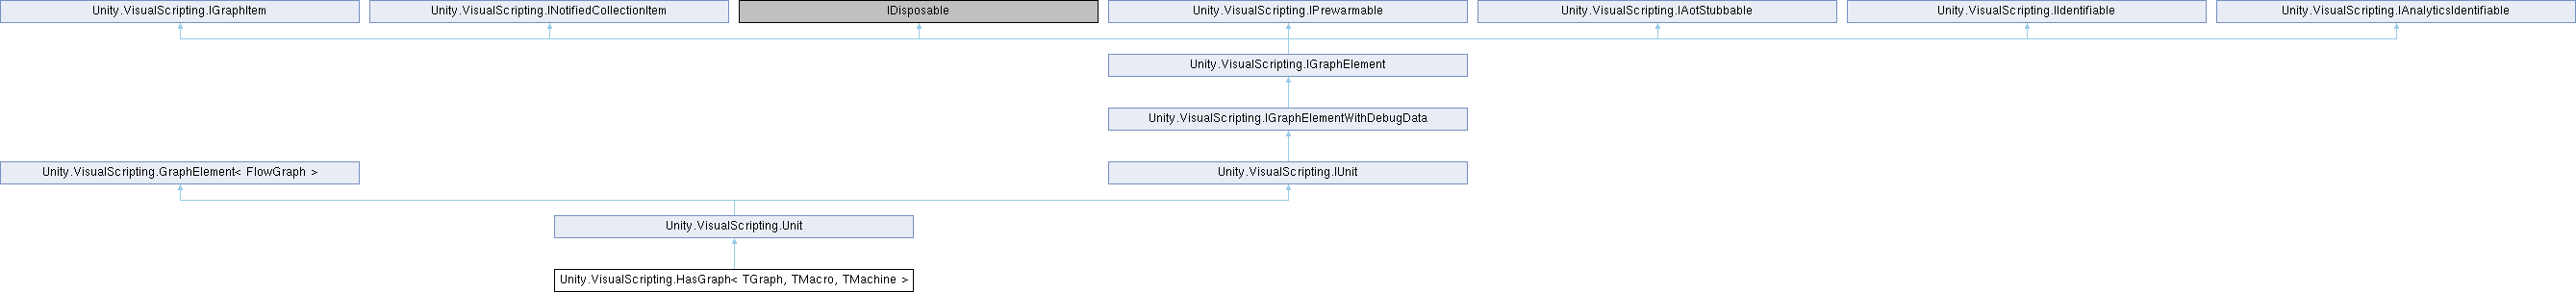 Unity.VisualScripting.IGraphItem
Unity.VisualScripting.INotifiedCollectionItem
IDisposable
Unity.VisualScripting.IPrewarmable
Unity.VisualScripting.IAotStubbable
Unity.VisualScripting.IIdentifiable
Unity.VisualScripting.IAnalyticsIdentifiable
Unity.VisualScripting.IGraphElement
Unity.VisualScripting.IGraphElementWithDebugData
Unity.VisualScripting.GraphElement< FlowGraph >
Unity.VisualScripting.IUnit
Unity.VisualScripting.Unit
Unity.VisualScripting.HasGraph< TGraph, TMacro, TMachine >